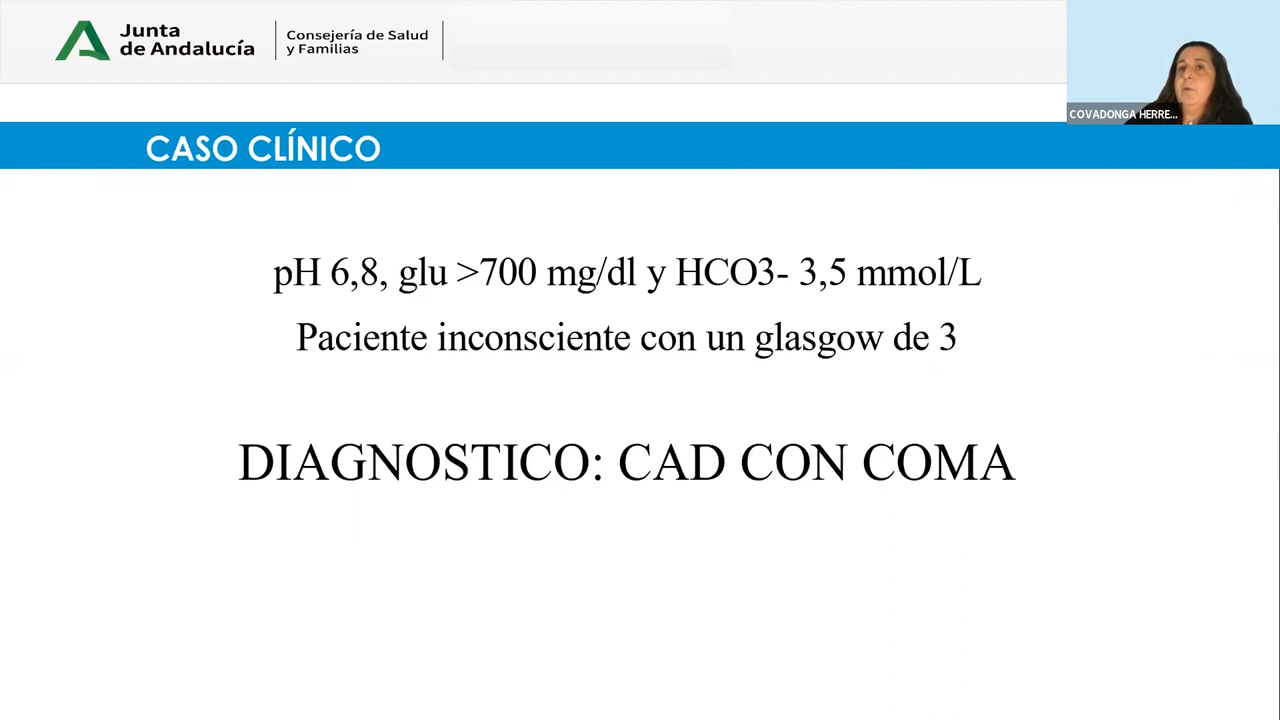 Junta
de Andalucía
Consejería de Salud
y Familias
COVADONGA HERRE...
CASO CLÍNICO
pH 6,8, glu >700 mg/dl y HCO3- 3,5 mmol/L
Paciente inconsciente con un glasgow de 3
DIAGNOSTICO: CAD CON COMA